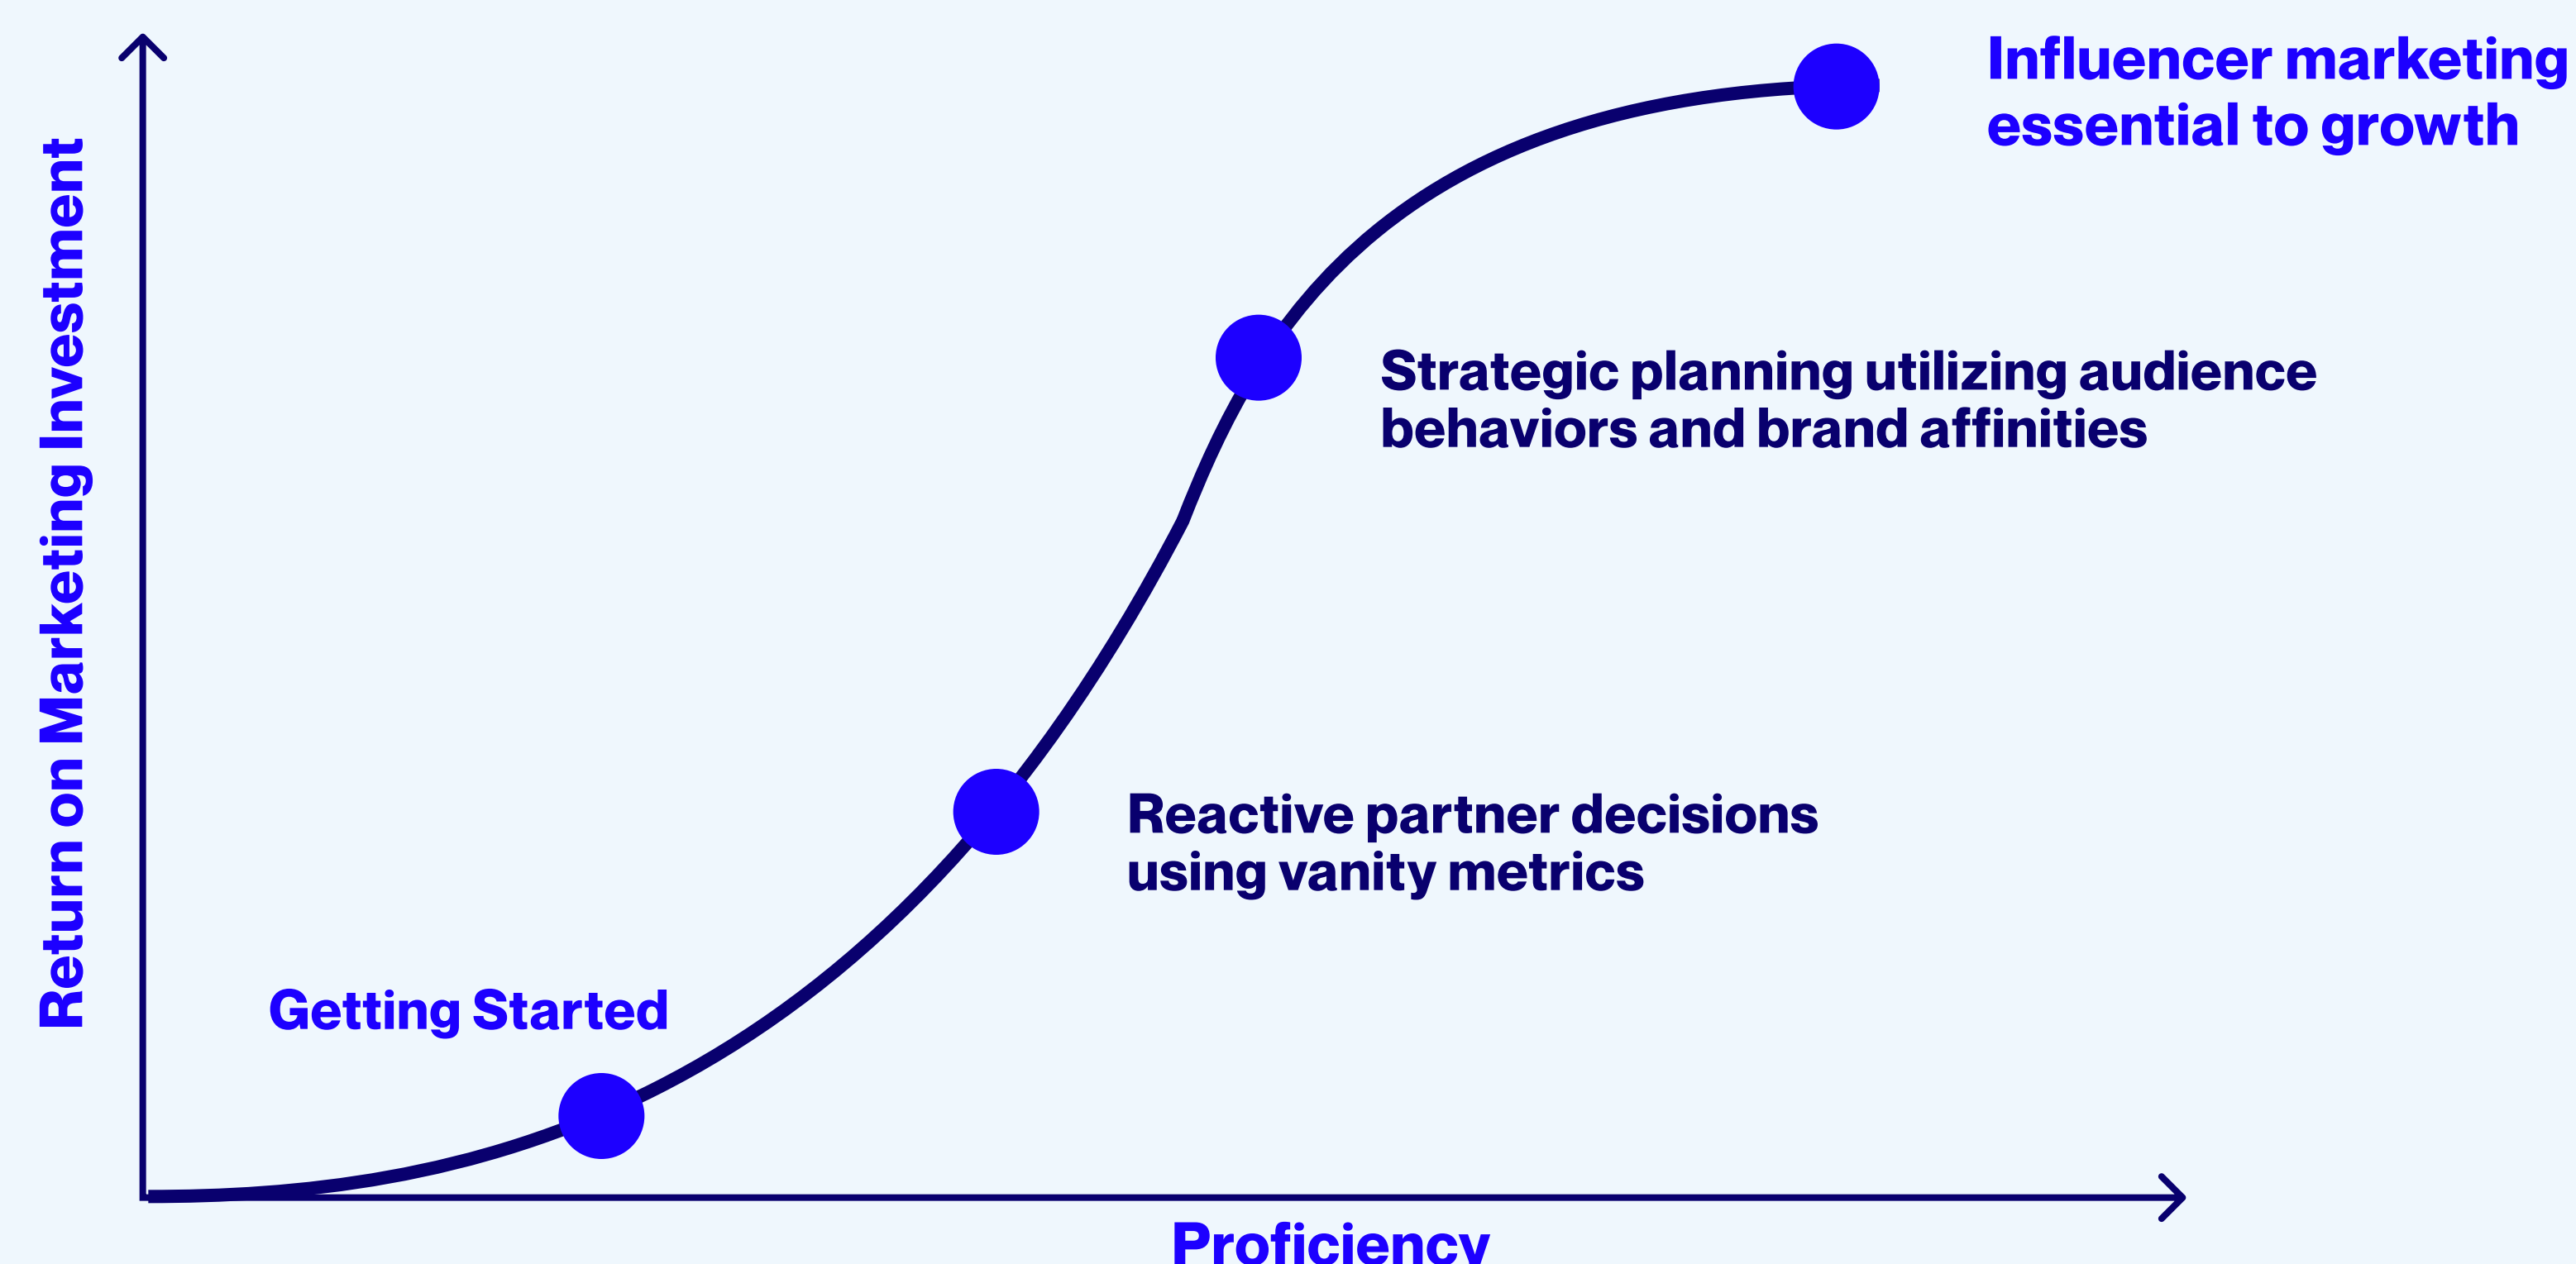 Influencer marketing
essential to growth
Return on Marketing Investment
Strategic planning utilizing audience
behaviors and brand affinities
Reactive partner decisions
using vanity metrics
Getting Started
Proficiency